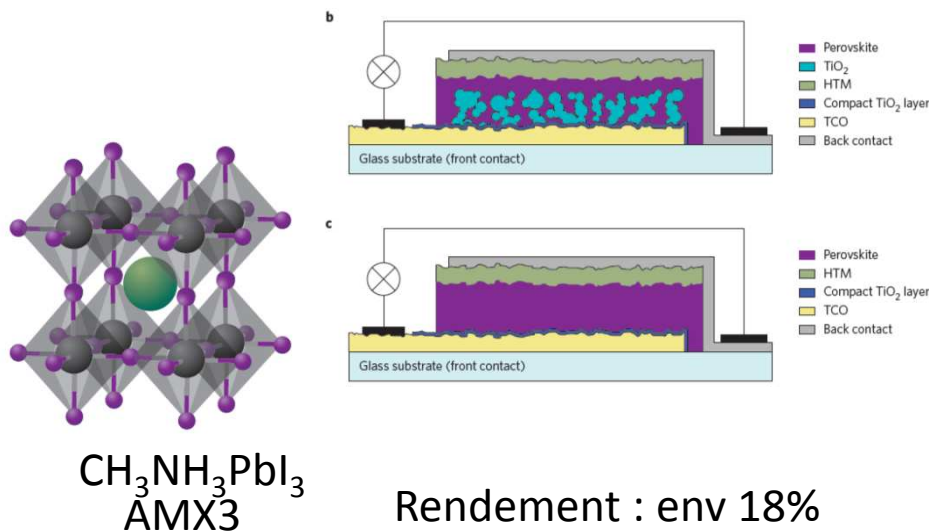 b
Perovskite
TiO₂
HTM
Compact TiO₂ layer
TCO
Back contact
Glass substrate (front contact)
c
Perovskite
HTM
Compact TiO₂ layer
TCO
Back contact
Glass substrate (front contact)
CH₃NH₃PbI₃
AMX3
Rendement : env 18%